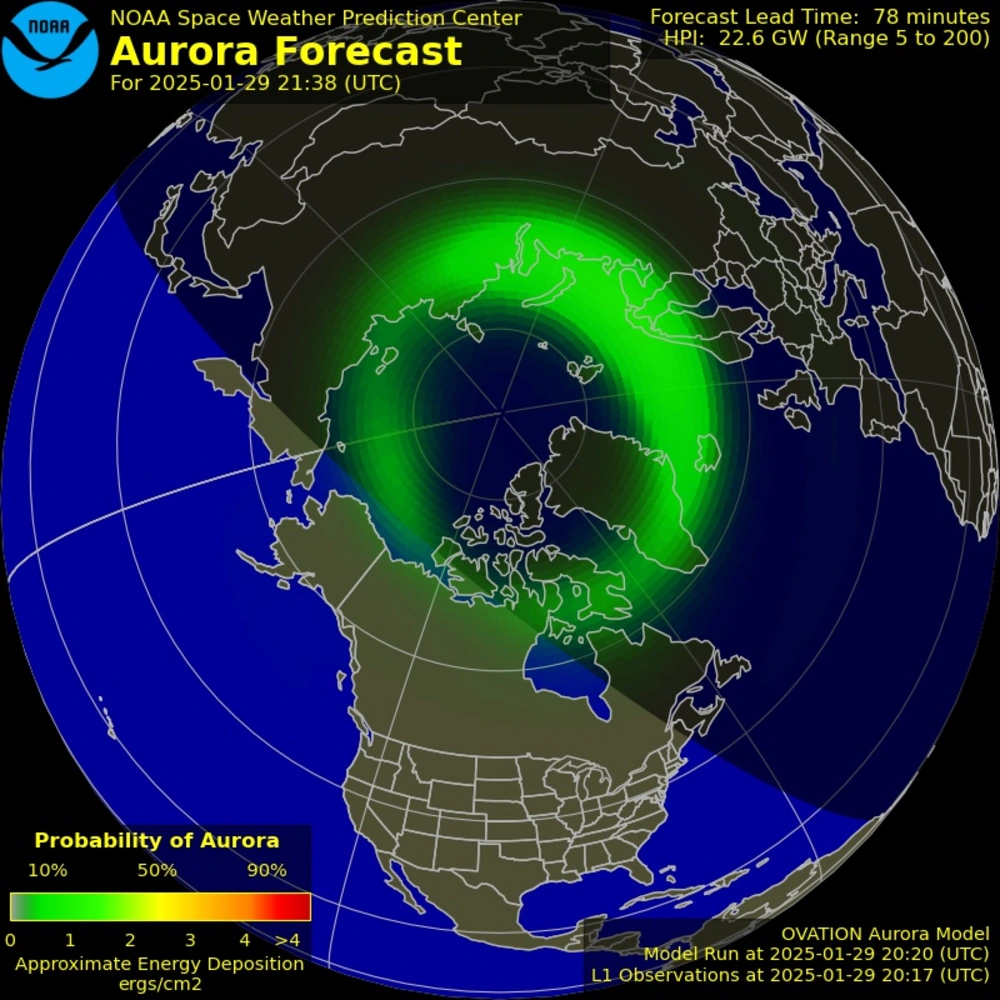 NOAA
NOAA Space Weather Prediction Center
Aurora Forecast
For 2025-01-29 21:38 (UTC)
Forecast Lead Time: 78 minutes
HPI: 22.6 GW (Range 5 to 200)
Probability of Aurora
10% 50% 90%
0 1 2 3 4 >4
Approximate Energy Deposition
ergs/cm2
OVATION Aurora Model
Model Run at 2025-01-29 20:20 (UTC)
L1 Observations at 2025-01-29 20:17 (UTC)